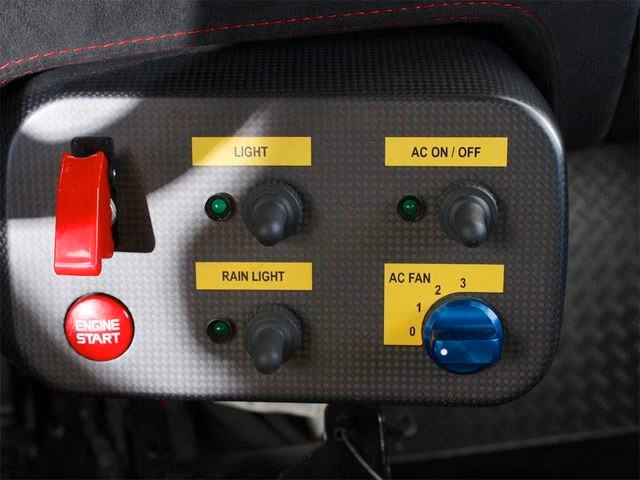 LIGHT
AC ON / OFF
RAIN LIGHT
AC FAN
0
1
2
3
ENGINE
START